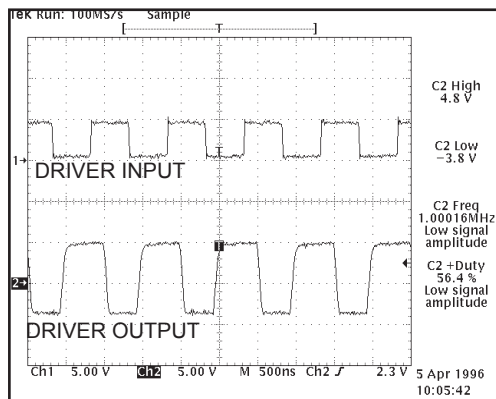 Tek Run: 100MS/s Sample
[ T ]
C2 High
4.8 V
C2 Low
-3.8 V
T
1→
DRIVER INPUT
C2 Freq
1.00016MHz
Low signal
amplitude
C2 +Duty
56.4 %
Low signal
amplitude
T
2→
DRIVER OUTPUT
Ch1 5.00 V Ch2 5.00 V M 500ns Ch2 ∫ 2.3 V
5 Apr 1996
10:05:42